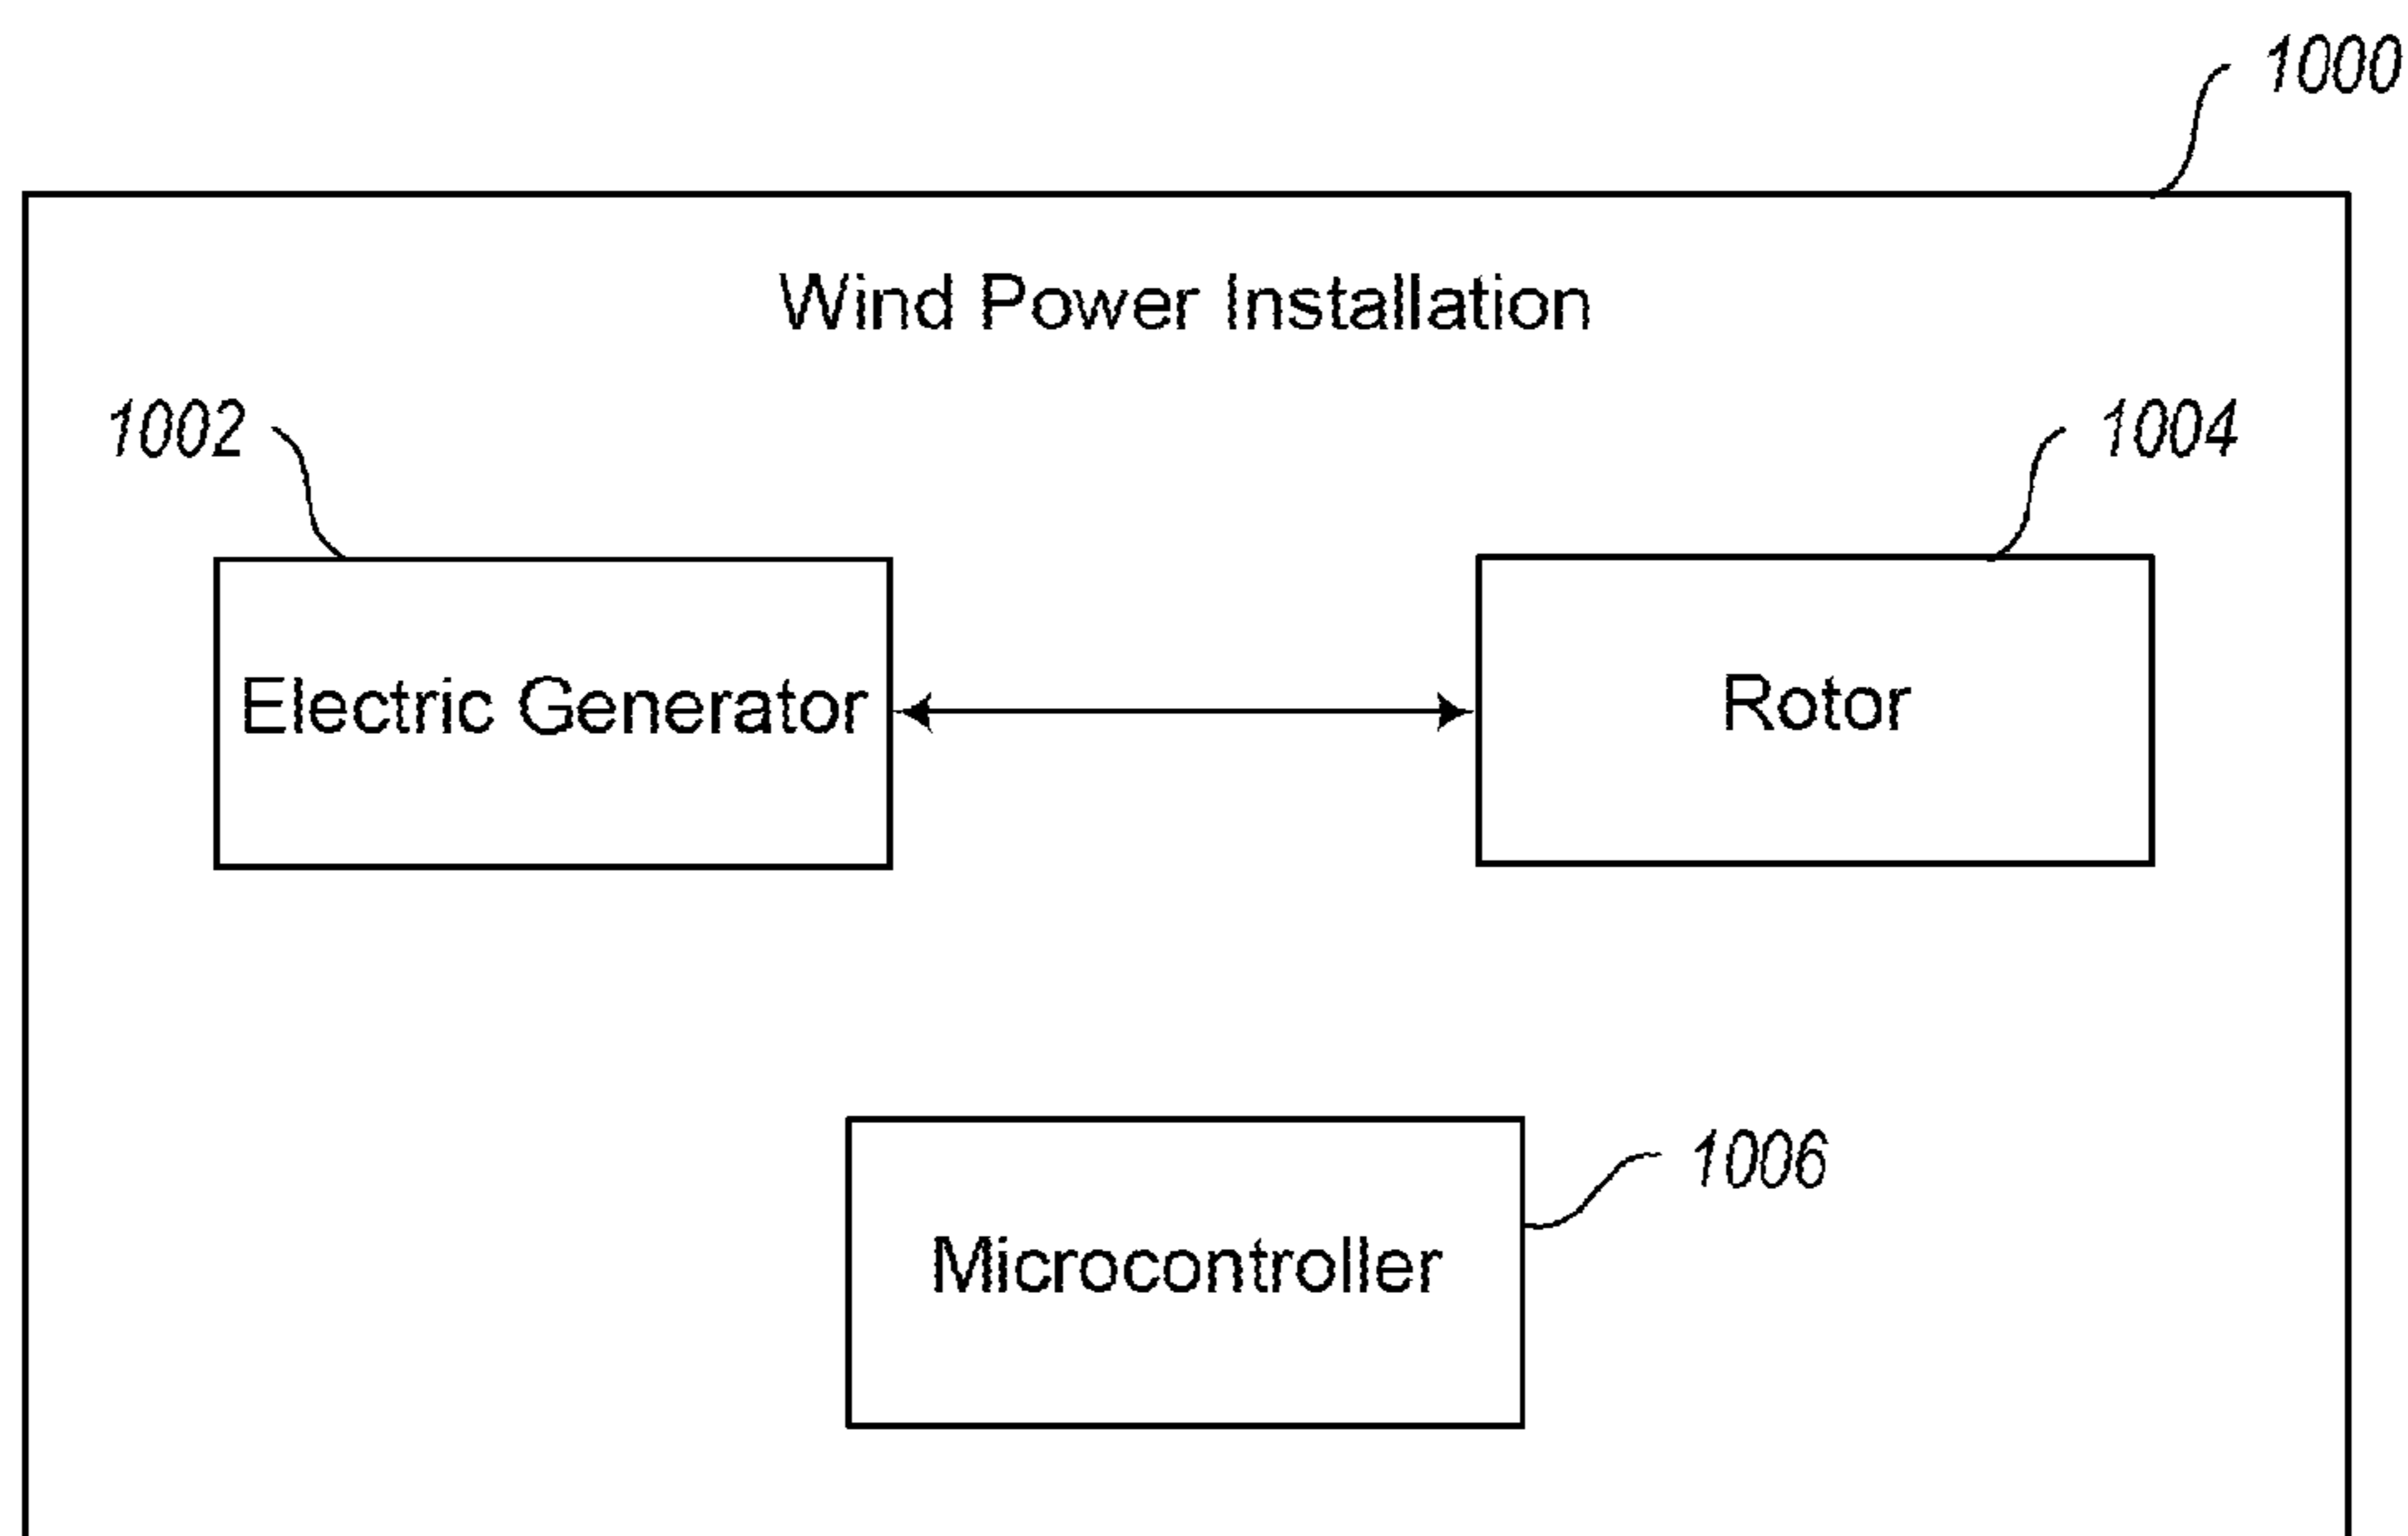 1000
Wind Power Installation
1002
1004
Electric Generator
Rotor
1006
Microcontroller